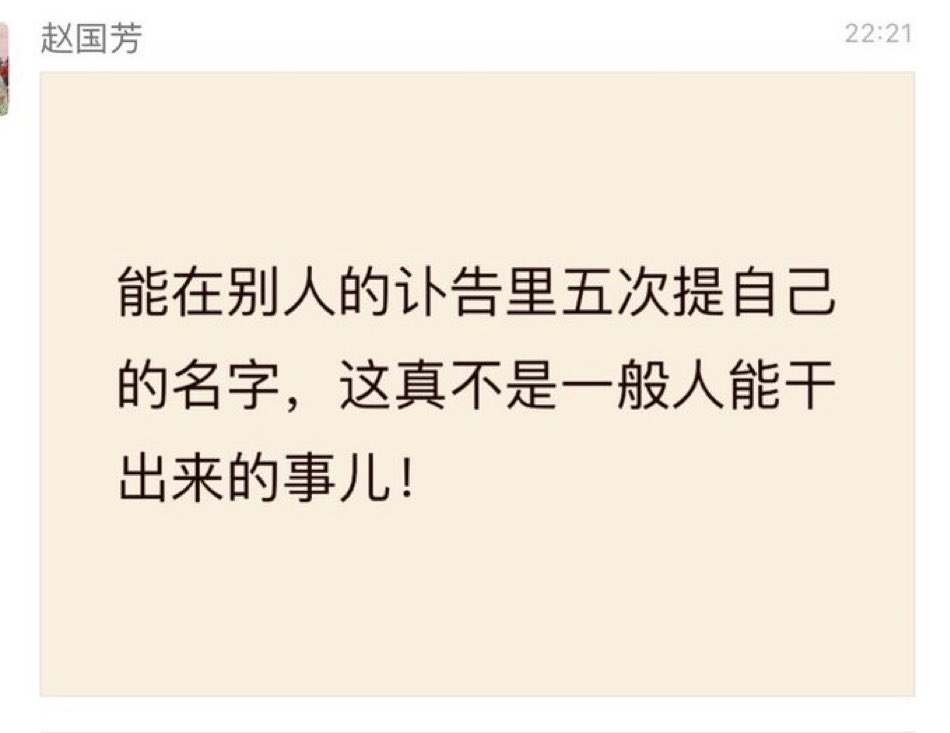 赵国芳
22:21
能在别人的讣告里五次提自己
的名字，这真不是一般人能干
出来的事儿！